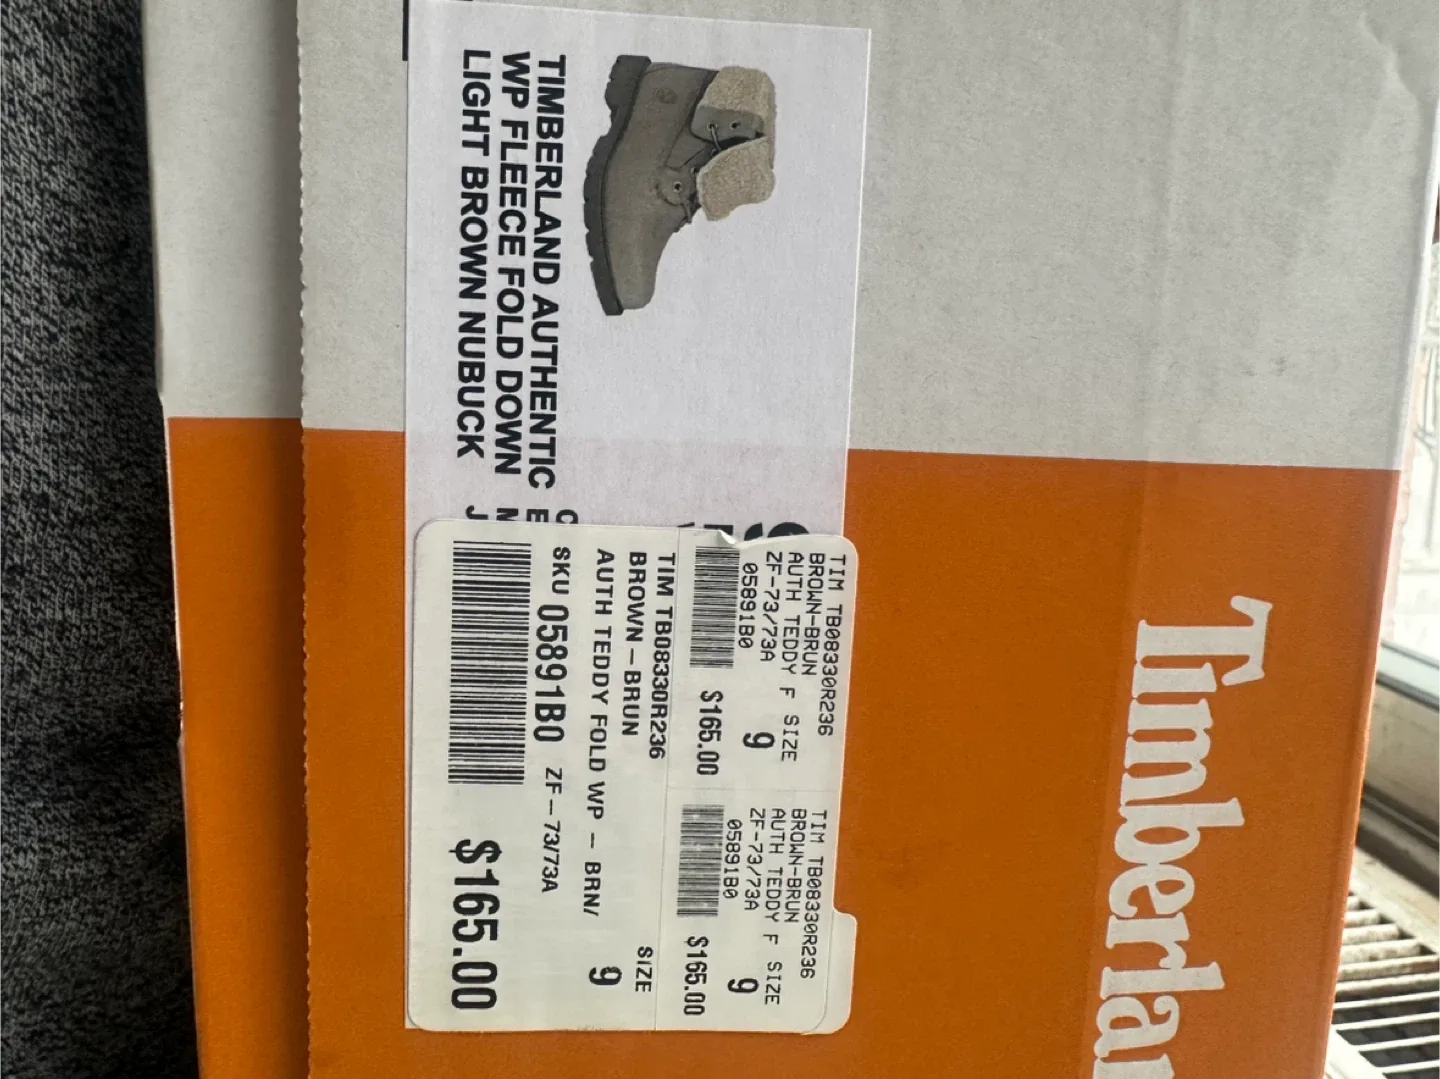 TIMBERLAND AUTHENTIC
WP FLEECE FOLD DOWN
LIGHT BROWN NUBUCK
TIM TB08330R236
BROWN-BRUN
AUTH TEDDY F SIZE
ZF-73/73A 9
05891B0
$165.00
TIM TB08330R236
BROWN-BRUN
AUTH TEDDY F SIZE
ZF-73/73A 9
05891B0
$165.00
TIM TB08330R236
BROWN-BRUN SIZE
AUTH TEDDY FOLD WP - BRN/ 9
SKU 05891B0 ZF-73/73A
$165.00
Timberla